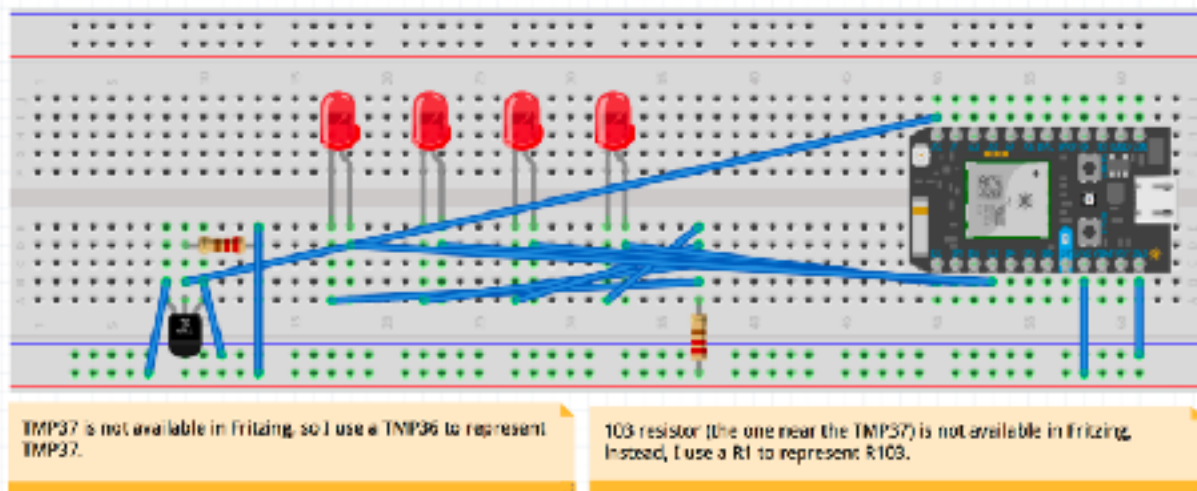 TMP37 is not available in Fritzing, so I use a TMP36 to represent
TMP37.
103 resistor (the one near the TMP37) is not available in Fritzing,
Instead, I use a R1 to represent R103.